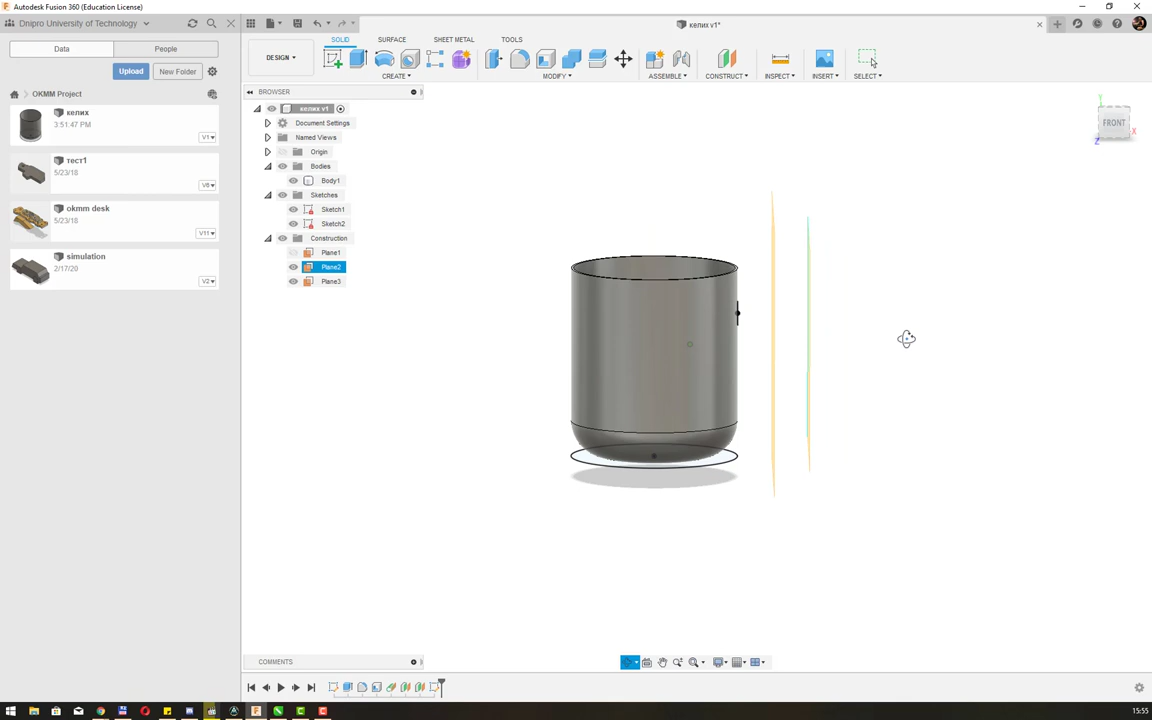 Autodesk Fusion 360 (Education License)
Dnipro University of Technology
келих v1*
Data
People
Upload
New Folder
OKMM Project
келих
3:51:47 PM
V1
тест1
5/23/18
V6
okmm desk
5/23/18
V11
simulation
2/17/20
V2
DESIGN
SOLID
SURFACE
SHEET METAL
TOOLS
CREATE
MODIFY
ASSEMBLE
CONSTRUCT
INSPECT
INSERT
SELECT
BROWSER
келих v1
Document Settings
Named Views
Origin
Bodies
Body1
Sketches
Sketch1
Sketch2
Construction
Plane1
Plane2
Plane3
Y
FRONT
X
Z
COMMENTS
15:55